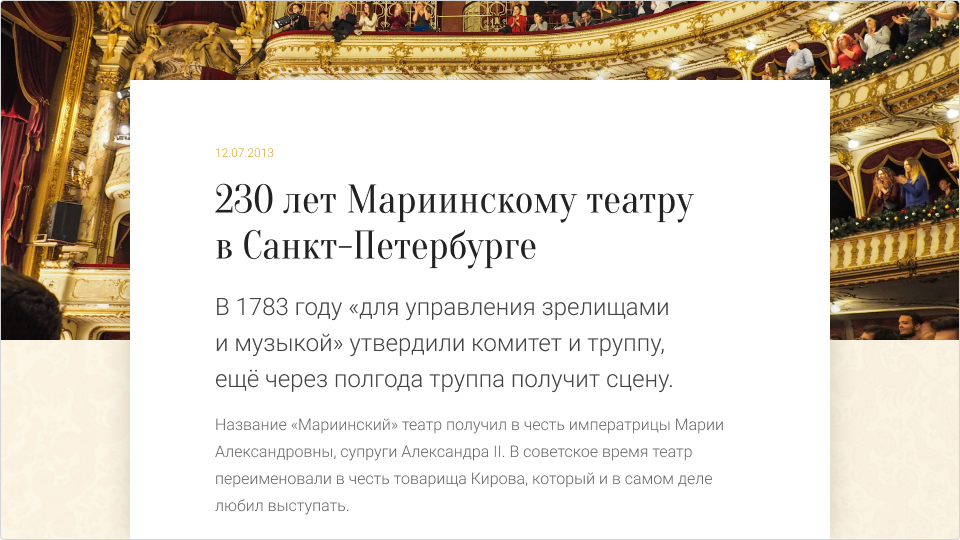 12.07.2013
230 лет Мариинскому театру
в Санкт-Петербурге
В 1783 году «для управления зрелищами
и музыкой» утвердили комитет и труппу,
ещё через полгода труппа получит сцену.
Название «Мариинский» театр получил в честь императрицы Марии
Александровны, супруги Александра II. В советское время театр
переименовали в честь товарища Кирова, который и в самом деле
любил выступать.